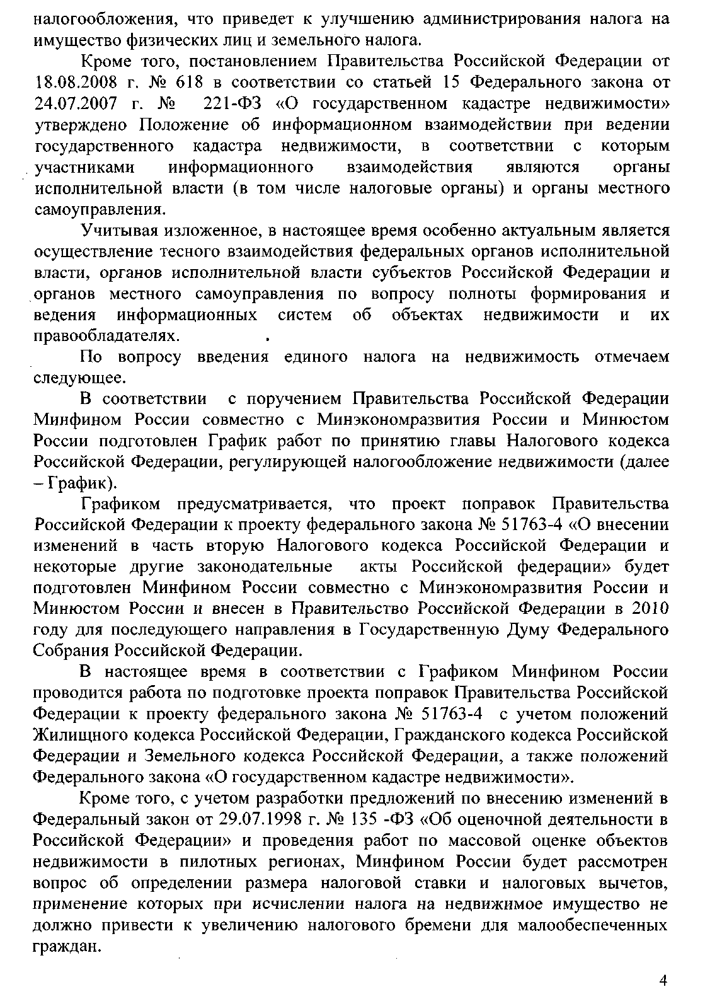 налогообложения, что приведет к улучшению администрирования налога на
имущество физических лиц и земельного налога.
Кроме того, постановлением Правительства Российской Федерации от
18.08.2008 г. № 618 в соответствии со статьей 15 Федерального закона от
24.07.2007 г. № 221-ФЗ «О государственном кадастре недвижимости»
утверждено Положение об информационном взаимодействии при ведении
государственного кадастра недвижимости, в соответствии с которым
участниками информационного взаимодействия являются органы
исполнительной власти (в том числе налоговые органы) и органы местного
самоуправления.
Учитывая изложенное, в настоящее время особенно актуальным является
осуществление тесного взаимодействия федеральных органов исполнительной
власти, органов исполнительной власти субъектов Российской Федерации и
органов местного самоуправления по вопросу полноты формирования и
ведения информационных систем об объектах недвижимости и их
правообладателях.
По вопросу введения единого налога на недвижимость отмечаем
следующее.
В соответствии с поручением Правительства Российской Федерации
Минфином России совместно с Минэкономразвития России и Минюстом
России подготовлен График работ по принятию главы Налогового кодекса
Российской Федерации, регулирующей налогообложение недвижимости (далее
– График).
Графиком предусматривается, что проект поправок Правительства
Российской Федерации к проекту федерального закона № 51763-4 «О внесении
изменений в часть вторую Налогового кодекса Российской Федерации и
некоторые другие законодательные акты Российской федерации» будет
подготовлен Минфином России совместно с Минэкономразвития России и
Минюстом России и внесен в Правительство Российской Федерации в 2010
году для последующего направления в Государственную Думу Федерального
Собрания Российской Федерации.
В настоящее время в соответствии с Графиком Минфином России
проводится работа по подготовке проекта поправок Правительства Российской
Федерации к проекту федерального закона № 51763-4 с учетом положений
Жилищного кодекса Российской Федерации, Гражданского кодекса Российской
Федерации и Земельного кодекса Российской Федерации, а также положений
Федерального закона «О государственном кадастре недвижимости».
Кроме того, с учетом разработки предложений по внесению изменений в
Федеральный закон от 29.07.1998 г. № 135 -ФЗ «Об оценочной деятельности в
Российской Федерации» и проведения работ по массовой оценке объектов
недвижимости в пилотных регионах, Минфином России будет рассмотрен
вопрос об определении размера налоговой ставки и налоговых вычетов,
применение которых при исчислении налога на недвижимое имущество не
должно привести к увеличению налогового бремени для малообеспеченных
граждан.
4